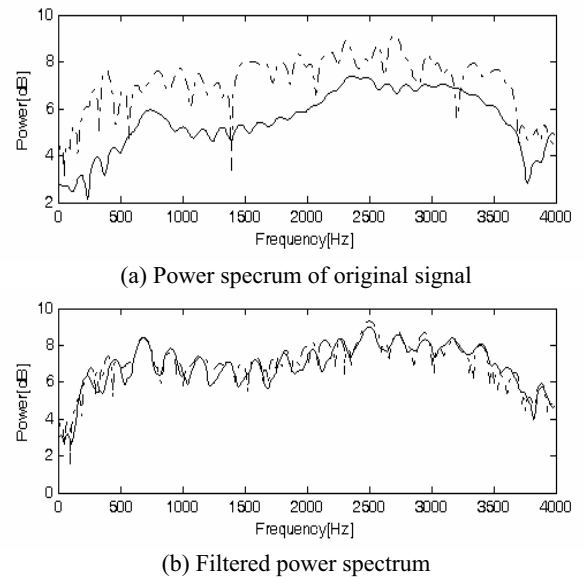 10
8
6
4
2
Power[dB]
0 500 1000 1500 2000 2500 3000 3500 4000
Frequency[Hz]
(a) Power specrum of original signal
10
8
6
4
2
0
Power[dB]
0 500 1000 1500 2000 2500 3000 3500 4000
Frequency[Hz]
(b) Filtered power spectrum